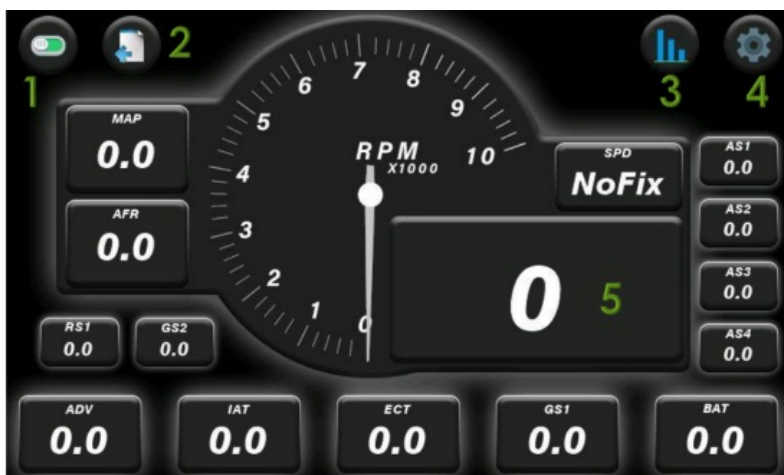 1
2
3
4
MAP
0.0
AFR
0.0
RPM
X1000
0
1
2
3
4
5
6
7
8
9
10
SPD
NoFix
0
5
AS1
0.0
AS2
0.0
AS3
0.0
AS4
0.0
RS1
0.0
GS2
0.0
ADV
0.0
IAT
0.0
ECT
0.0
GS1
0.0
BAT
0.0